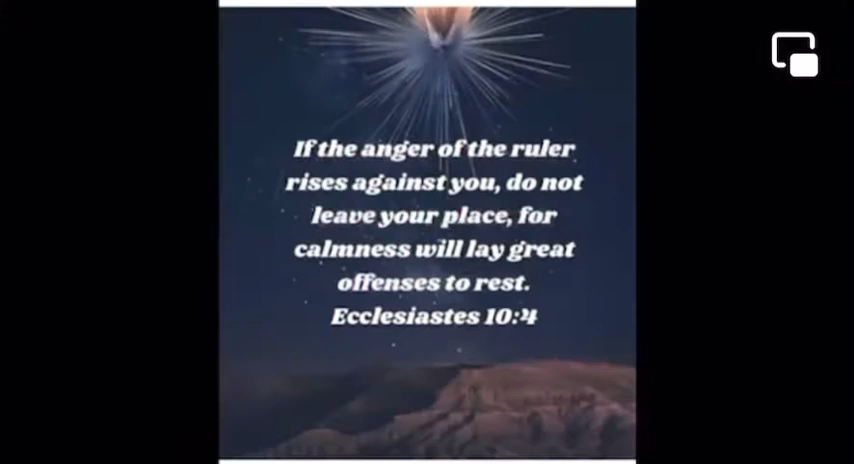 If the anger of the ruler
rises against you, do not
leave your place, for
calmness will lay great
offenses to rest.
Ecclesiastes 10:4